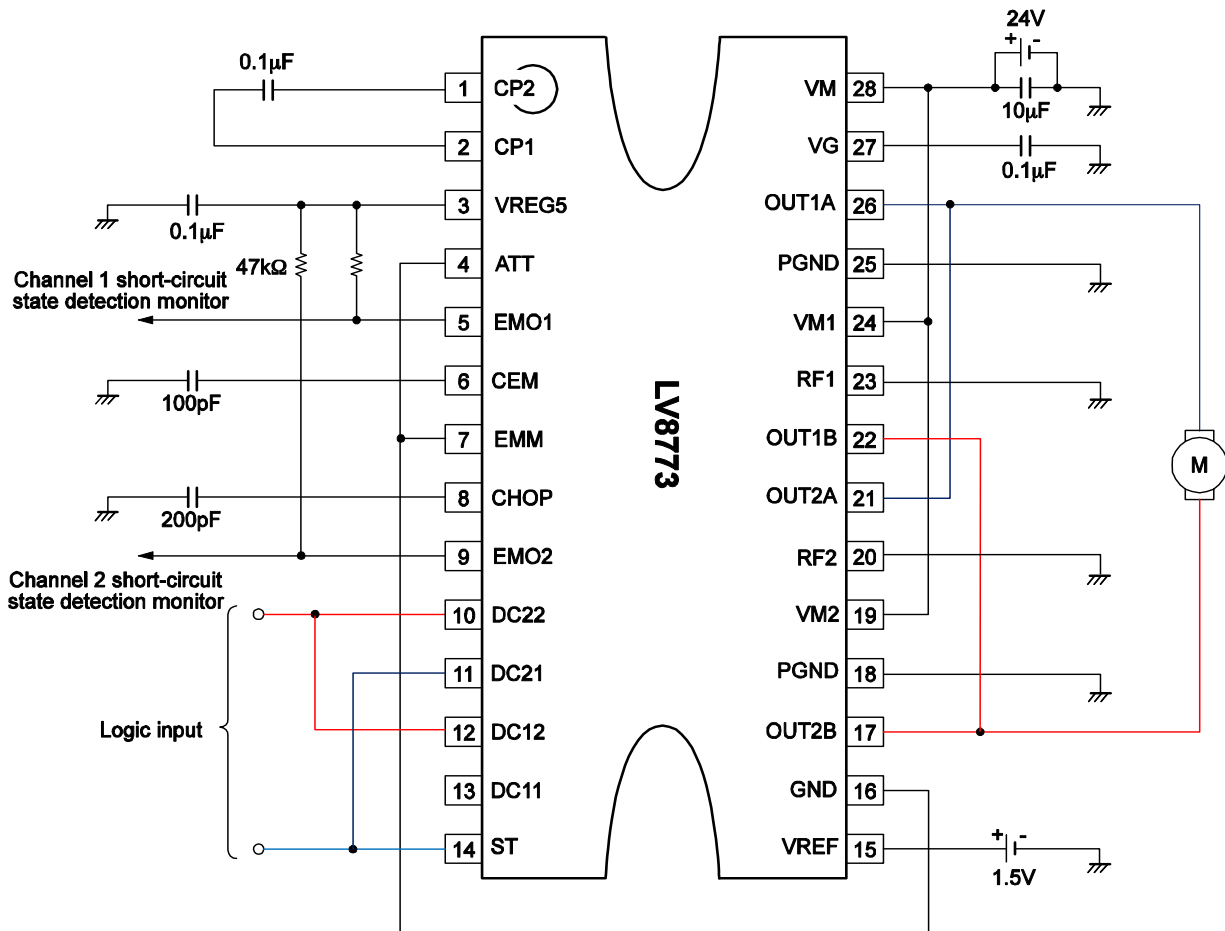 24V
+ -
0.1µF
1 CP2
VM 28
10µF
2 CP1
VG 27
0.1µF
3 VREG5
OUT1A 26
0.1µF
47kΩ
4 ATT
PGND 25
Channel 1 short-circuit
state detection monitor
5 EMO1
VM1 24
6 CEM
RF1 23
100pF
LV8773
7 EMM
OUT1B 22
M
8 CHOP
OUT2A 21
200pF
9 EMO2
RF2 20
Channel 2 short-circuit
state detection monitor
10 DC22
VM2 19
11 DC21
PGND 18
Logic input
12 DC12
OUT2B 17
13 DC11
GND 16
14 ST
VREF 15
+ -
1.5V